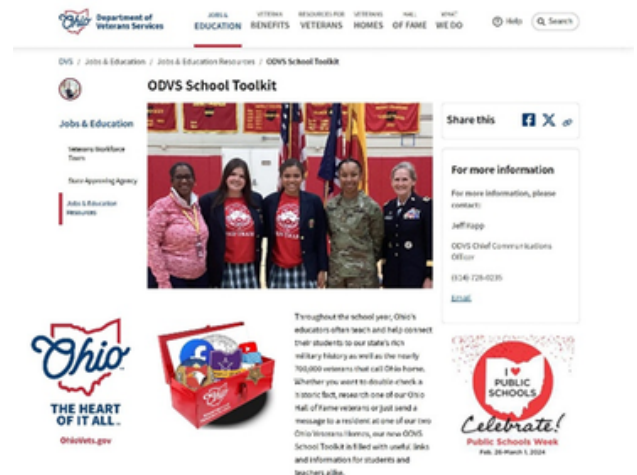 Ohio
Department of
Veterans Services
JOBS &
EDUCATION
VETERANS
BENEFITS
RESOURCES FOR
VETERANS
VETERANS
HOMES
HALL
OF FAME
WHAT
WE DO
Help
Search
DVS / Jobs & Education / Jobs & Education Resources / ODVS School Toolkit
ODVS School Toolkit
Jobs & Education
Veterans Workforce
Team
State Approving Agency
Jobs & Education
Resources
Share this
For more information
For more information, please
contact:
Jeff Kapp
ODVS Chief Communications
Officer
Email
Throughout the school year, Ohio's
educators often teach and help connect
their students to our state's rich
military history as well as the nearly
700,000 veterans that call Ohio home.
Whether you want to double-check a
historic fact, research one of our Ohio
Hall of Fame veterans or just send a
message to a resident at one of our two
Ohio Veterans Homes, our new ODVS
School Toolkit is filled with useful links
and information for students and
teachers alike.
Ohio
THE HEART
OF IT ALL
OhioVets.gov
I ♥
PUBLIC
SCHOOLS
Celebrate!
Public Schools Week
Feb. 26-March 1, 2024